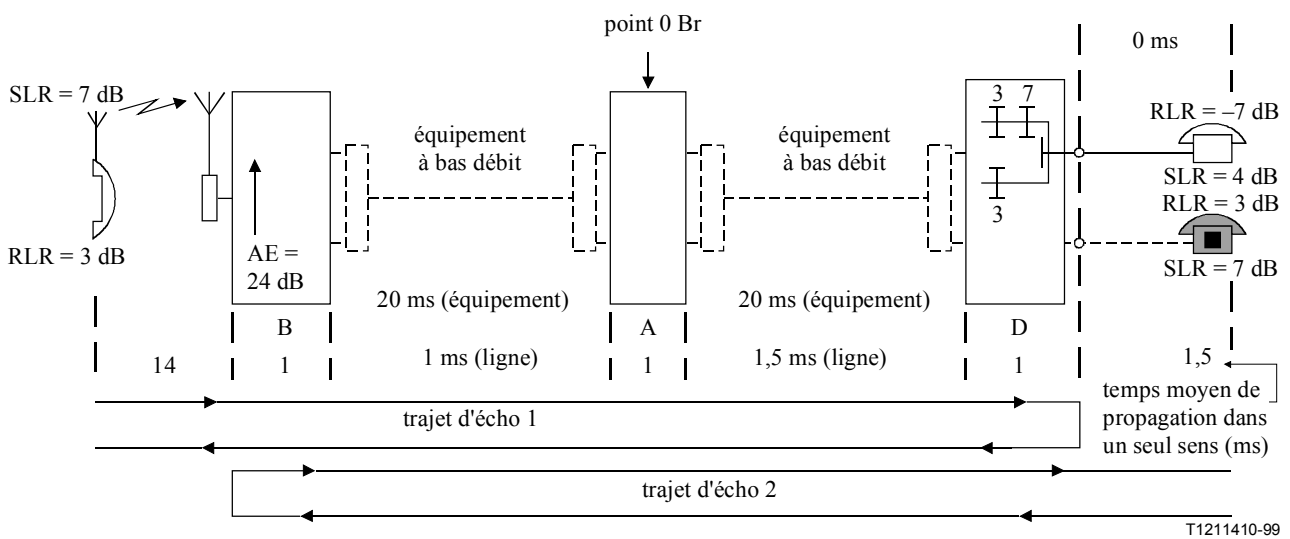 point 0 Br
0 ms
SLR = 7 dB
3 7
RLR = –7 dB
équipement
à bas débit
équipement
à bas débit
SLR = 4 dB
RLR = 3 dB
3
RLR = 3 dB
AE =
24 dB
SLR = 7 dB
20 ms (équipement)
20 ms (équipement)
B
A
D
14
1
1 ms (ligne)
1
1,5 ms (ligne)
1
1,5
temps moyen de
propagation dans
un seul sens (ms)
trajet d'écho 1
trajet d'écho 2
T1211410-99